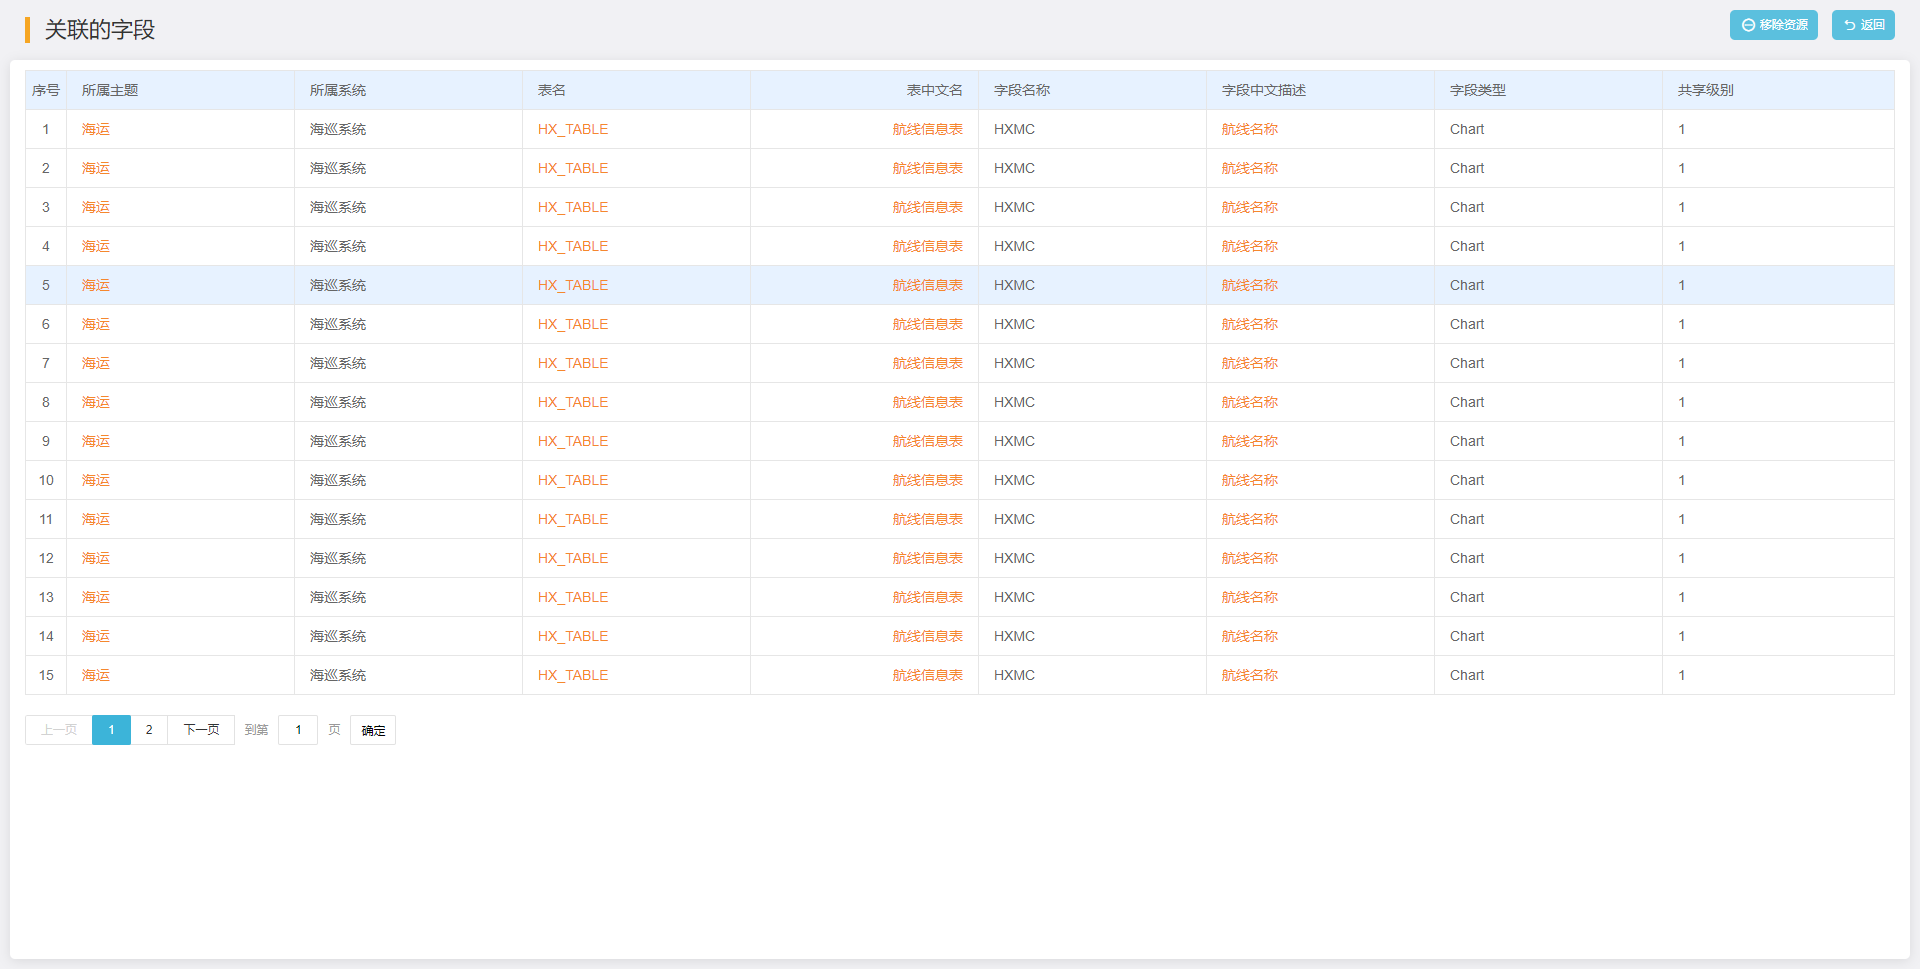 关联的字段
移除资源 返回
序号 所属主题 所属系统 表名 表中文名 字段名称 字段中文描述 字段类型 共享级别
1 海运 海巡系统 HX_TABLE 航线信息表 HXMC 航线名称 Chart 1
2 海运 海巡系统 HX_TABLE 航线信息表 HXMC 航线名称 Chart 1
3 海运 海巡系统 HX_TABLE 航线信息表 HXMC 航线名称 Chart 1
4 海运 海巡系统 HX_TABLE 航线信息表 HXMC 航线名称 Chart 1
5 海运 海巡系统 HX_TABLE 航线信息表 HXMC 航线名称 Chart 1
6 海运 海巡系统 HX_TABLE 航线信息表 HXMC 航线名称 Chart 1
7 海运 海巡系统 HX_TABLE 航线信息表 HXMC 航线名称 Chart 1
8 海运 海巡系统 HX_TABLE 航线信息表 HXMC 航线名称 Chart 1
9 海运 海巡系统 HX_TABLE 航线信息表 HXMC 航线名称 Chart 1
10 海运 海巡系统 HX_TABLE 航线信息表 HXMC 航线名称 Chart 1
11 海运 海巡系统 HX_TABLE 航线信息表 HXMC 航线名称 Chart 1
12 海运 海巡系统 HX_TABLE 航线信息表 HXMC 航线名称 Chart 1
13 海运 海巡系统 HX_TABLE 航线信息表 HXMC 航线名称 Chart 1
14 海运 海巡系统 HX_TABLE 航线信息表 HXMC 航线名称 Chart 1
15 海运 海巡系统 HX_TABLE 航线信息表 HXMC 航线名称 Chart 1
上一页 1 2 下一页 到第 1 页 确定